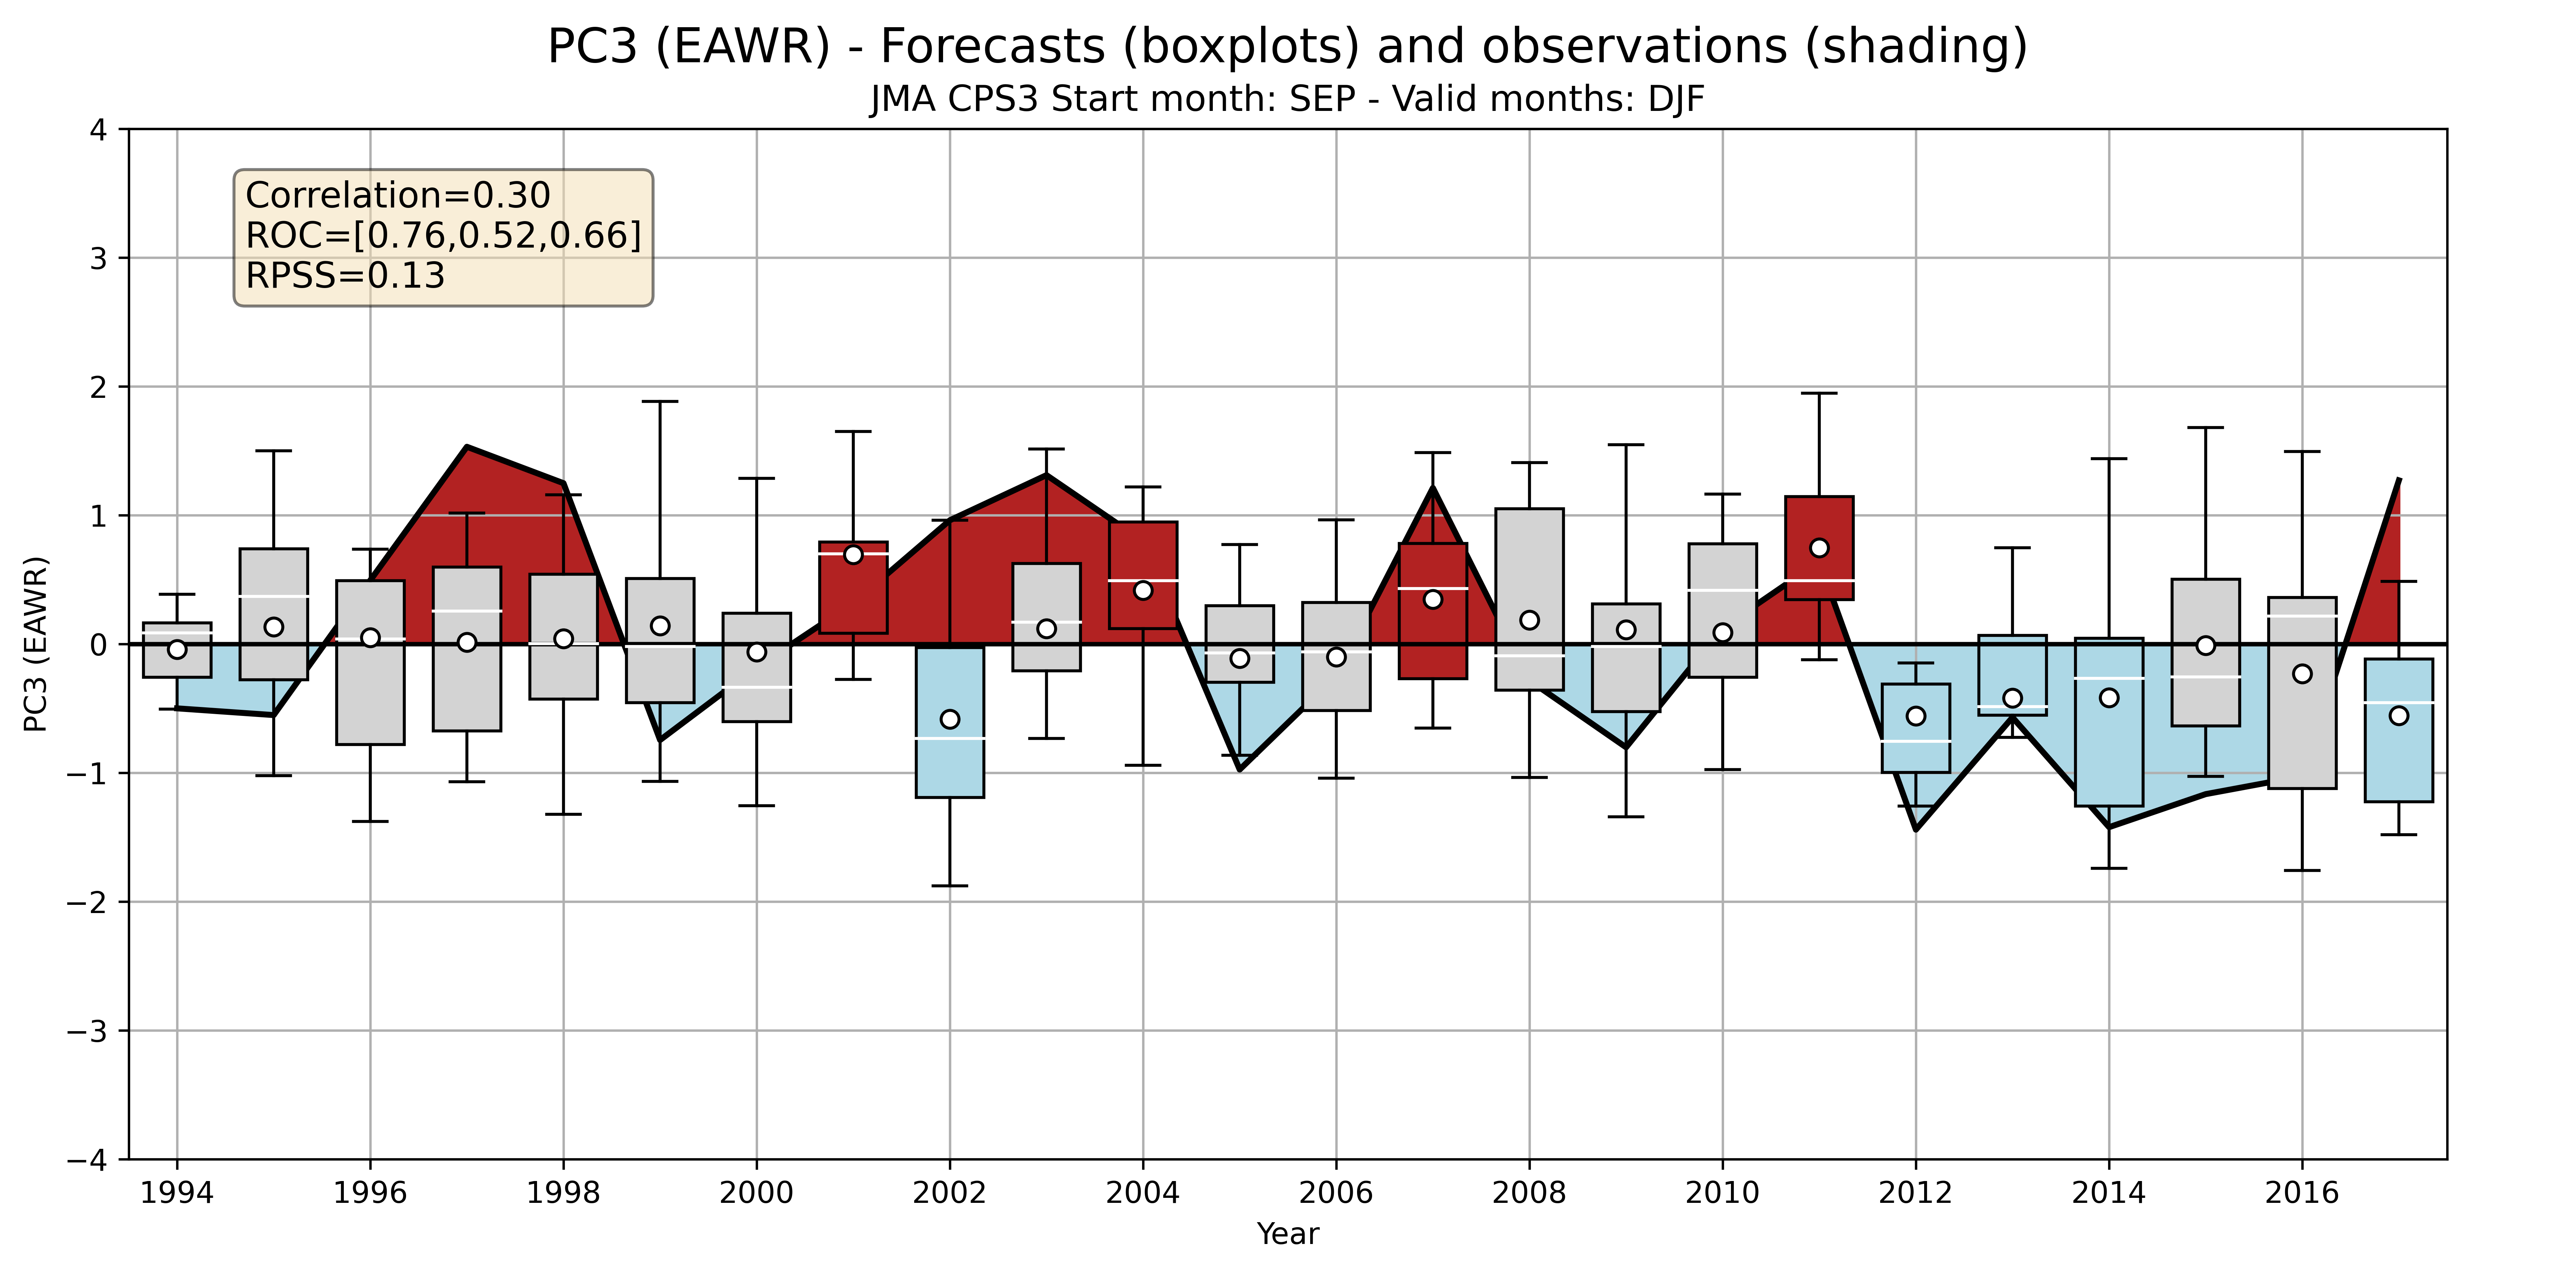 PC3 (EAWR) - Forecasts (boxplots) and observations (shading)
JMA CPS3 Start month: SEP - Valid months: DJF
Correlation=0.30
ROC=[0.76,0.52,0.66]
RPSS=0.13
PC3 (EAWR)
4
3
2
1
0
−1
−2
−3
−4
1994 1996 1998 2000 2002 2004 2006 2008 2010 2012 2014 2016
Year